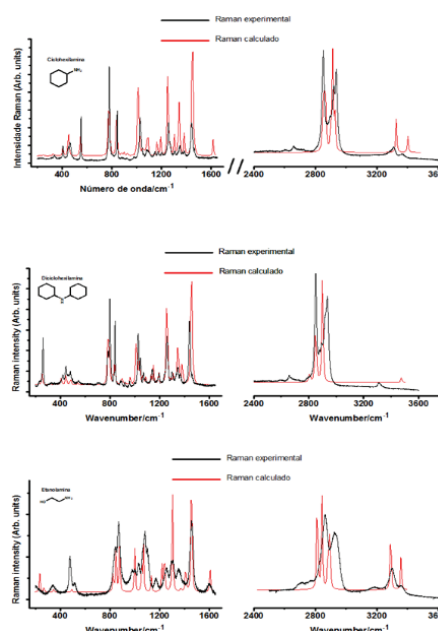 Raman experimental
Raman calculado
Ciclohexilamina
NH₂
Intensidade Raman (Arb. units)
400 800 1200 1600
2400 2800 3200 3600
Número de onda/cm⁻¹
Raman experimental
Raman calculado
Diciclohexilamina
Raman Intensity (Arb. units)
400 800 1200 1600
2400 2800 3200 3600
Wavenumber/cm⁻¹
Wavenumber/cm⁻¹
Raman experimental
Raman calculado
Raman Intensity (Arb. units)
400 800 1200 1600
2400 2800 3200
Wavenumber/cm⁻¹
Wavenumber/cm⁻¹